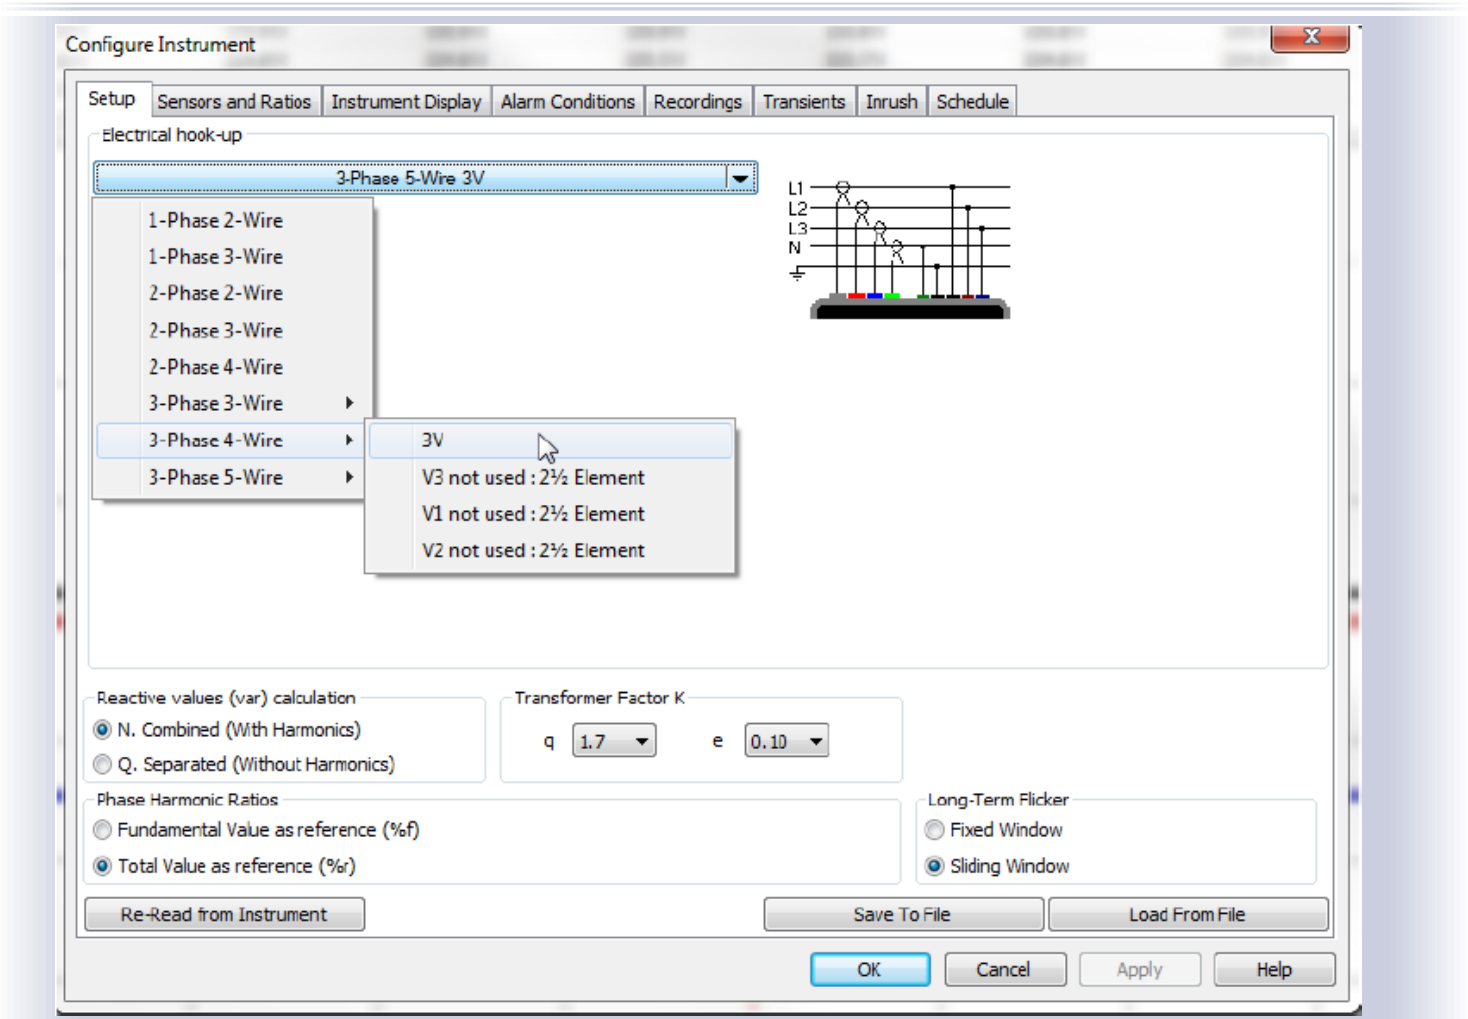 Configure Instrument
X
Setup Sensors and Ratios Instrument Display Alarm Conditions Recordings Transients Inrush Schedule
Electrical hook-up
3-Phase 5-Wire 3V
1-Phase 2-Wire
1-Phase 3-Wire
2-Phase 2-Wire
2-Phase 3-Wire
2-Phase 4-Wire
3-Phase 3-Wire
3-Phase 4-Wire
3-Phase 5-Wire
3V
V3 not used : 2½ Element
V1 not used : 2½ Element
V2 not used : 2½ Element
L1
L2
L3
N
Reactive values (var) calculation
N. Combined (With Harmonics)
Q. Separated (Without Harmonics)
Transformer Factor K
q 1.7 e 0.10
Phase Harmonic Ratios
Fundamental Value as reference (%f)
Total Value as reference (%r)
Long-Term Flicker
Fixed Window
Sliding Window
Re-Read from Instrument Save To File Load From File
OK Cancel Apply Help